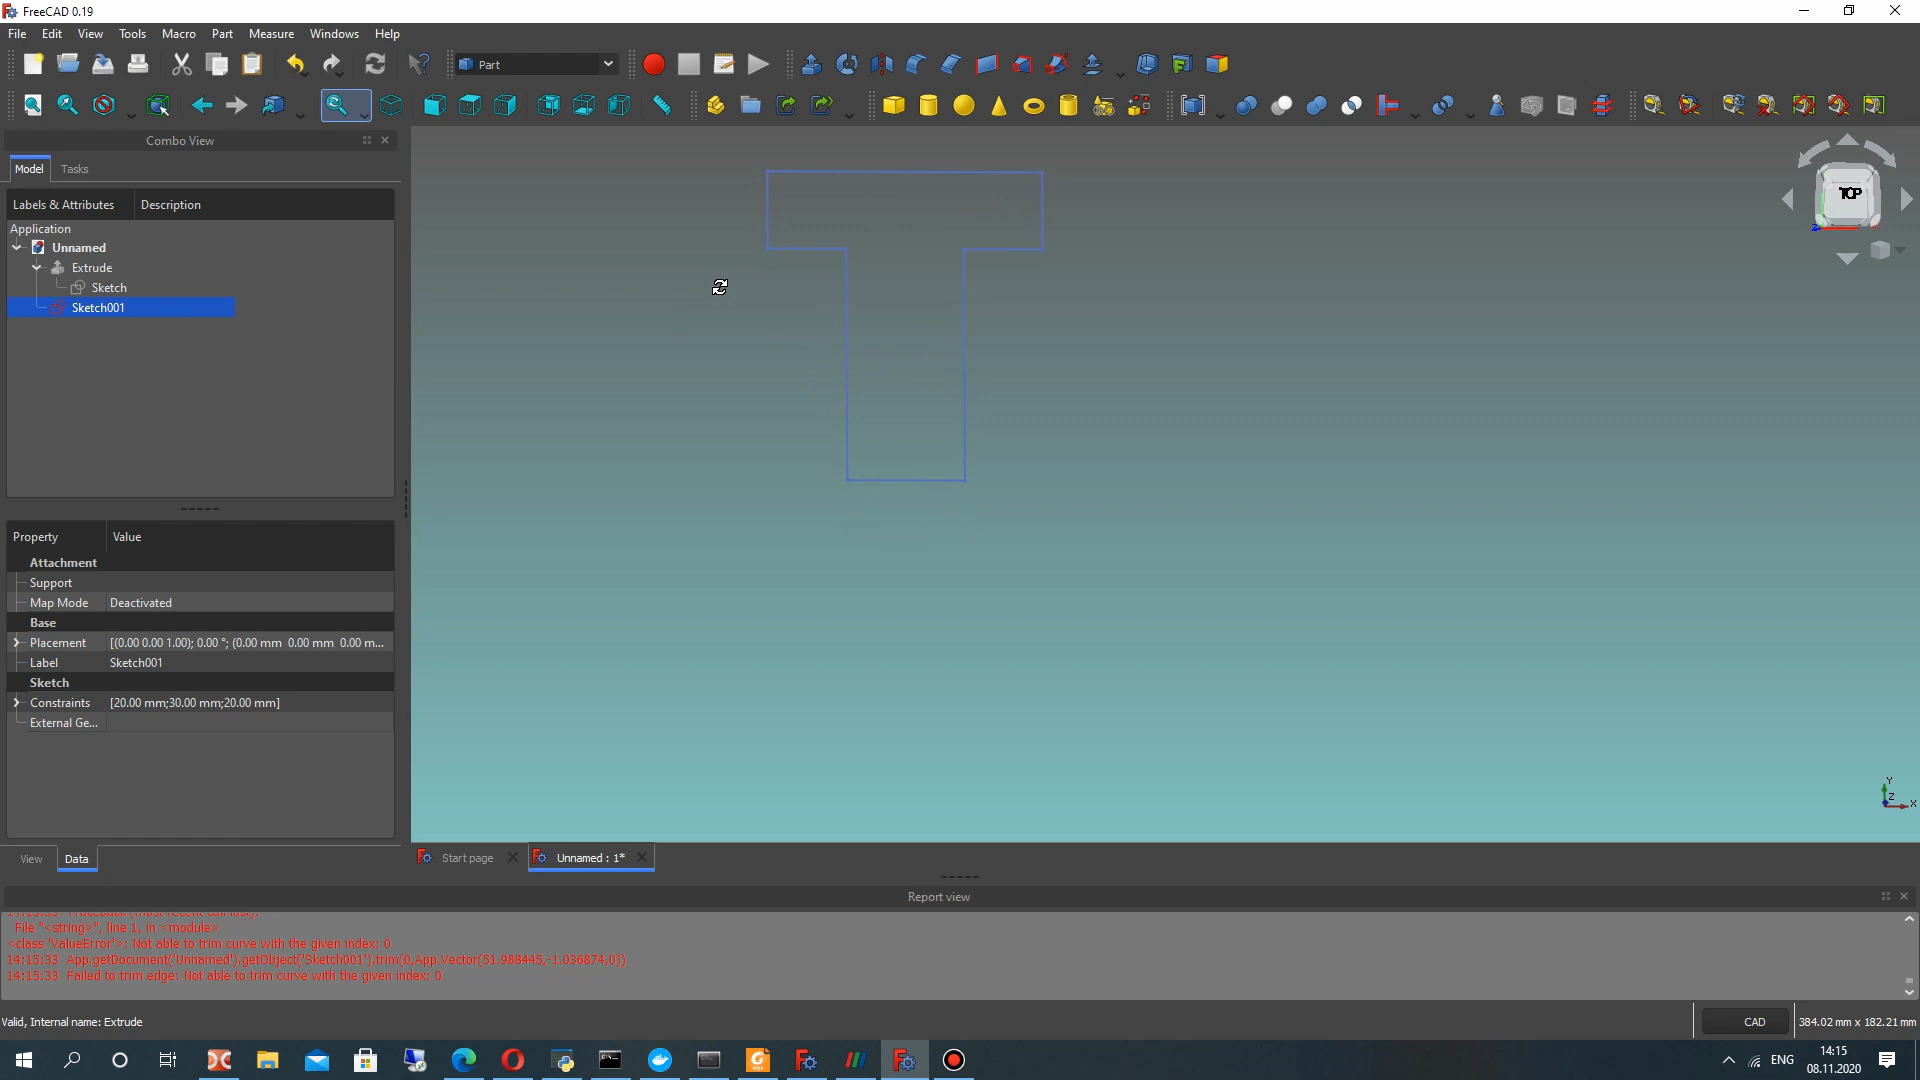 FreeCAD 0.19
File Edit View Tools Macro Part Measure Windows Help
Part
Combo View
Model Tasks
Labels & Attributes Description
Application
Unnamed
Extrude
Sketch
Sketch001
TOP
Property Value
Attachment
Support
Map Mode Deactivated
Base
Placement [(0.00 0.00 1.00); 0.00 °; (0.00 mm 0.00 mm 0.00 m...
Label Sketch001
Sketch
Constraints [20.00 mm;30.00 mm;20.00 mm]
External Ge...
Y
Z
X
View Data
Start page Unnamed : 1*
Report view
File "<string>", line 1, in <module>
<class 'ValueError'>: Not able to trim curve with the given index: 0
14:15:33 App.getDocument('Unnamed').getObject('Sketch001').trim(0,App.Vector(51.988445,-1.036874,0))
14:15:33 Failed to trim edge: Not able to trim curve with the given index: 0
Valid, Internal name: Extrude
CAD 384.02 mm x 182.21 mm
ENG
14:15
08.11.2020